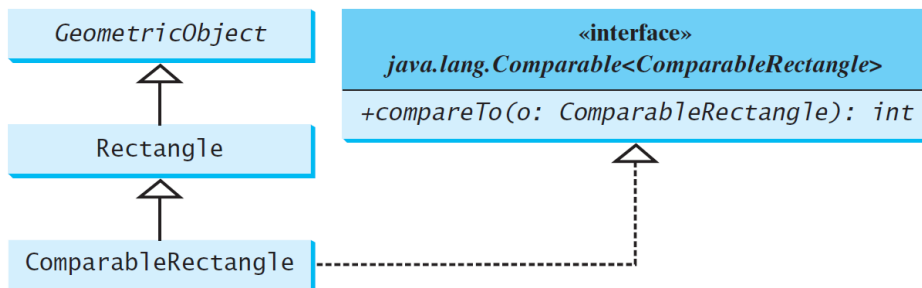 GeometricObject
Rectangle
ComparableRectangle
«interface»
java.lang.Comparable<ComparableRectangle>
+compareTo(o: ComparableRectangle): int